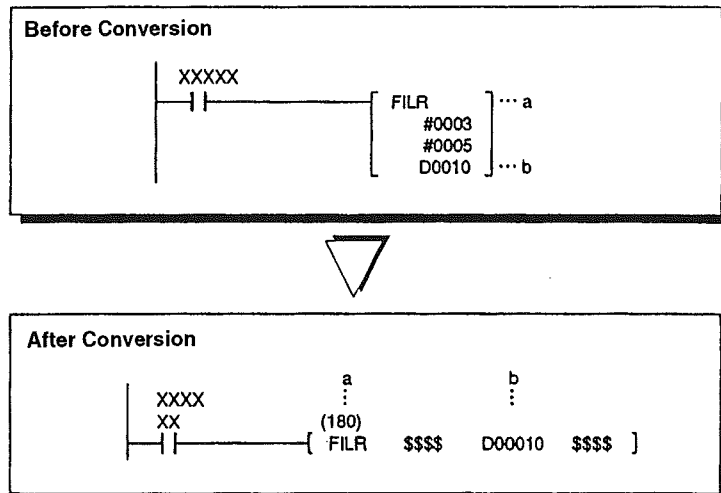 Before Conversion
XXXXX
FILR ... a
#0003
#0005
D0010 ... b
After Conversion
a b
XXXX
XX (180)
FILR $$$$ D00010 $$$$